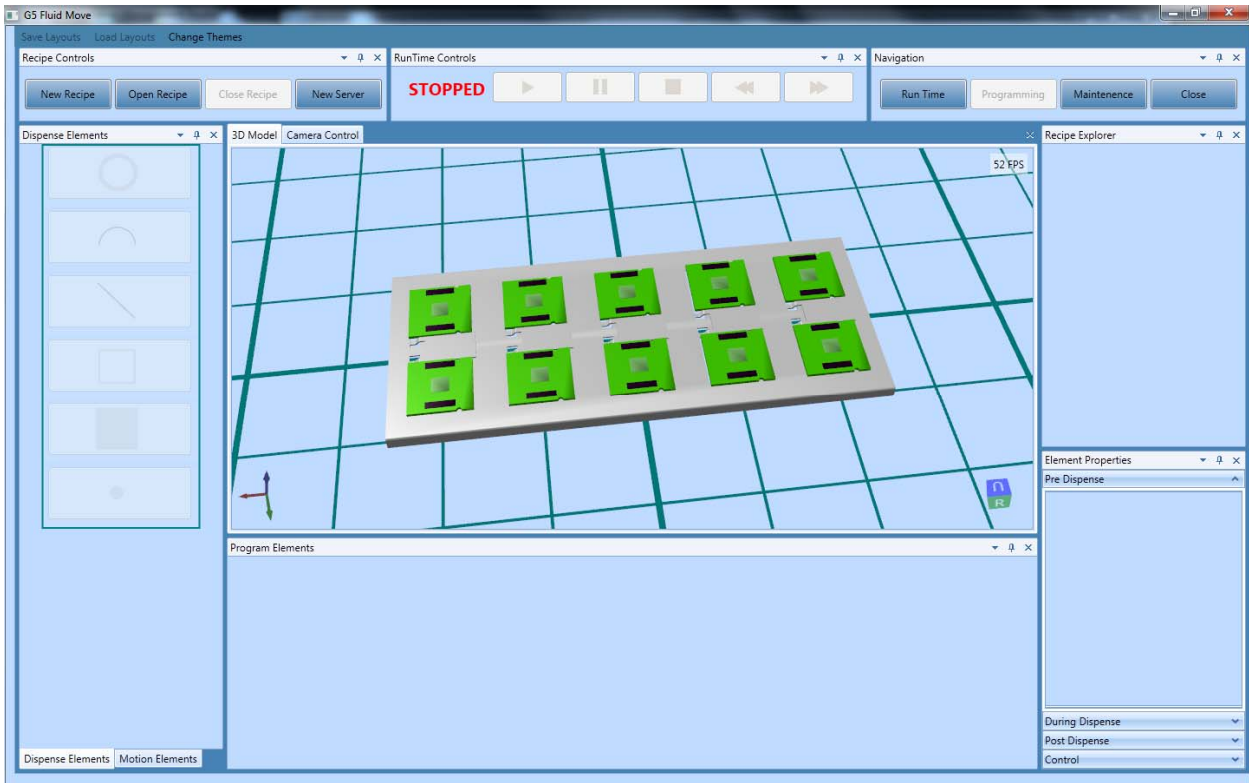 G5 Fluid Move
Save Layouts Load Layouts Change Themes
Recipe Controls
New Recipe Open Recipe Close Recipe New Server
RunTime Controls
STOPPED
Navigation
Run Time Programming Maintenence Close
Dispense Elements
3D Model Camera Control
52 FPS
R
Recipe Explorer
Element Properties
Pre Dispense
During Dispense
Post Dispense
Control
Program Elements
Dispense Elements Motion Elements